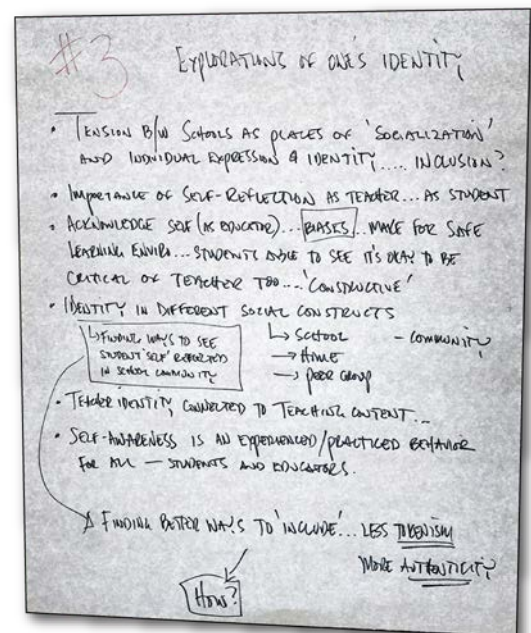 #3
EXPLORATIONS OF ONE'S IDENTITY
• TENSION B/W SCHOOLS AS PLACES OF 'SOCIALIZATION'
AND INDIVIDUAL EXPRESSION & IDENTITY.... INCLUSION?
• IMPORTANCE OF SELF-REFLECTION AS TEACHER... AS STUDENT
• ACKNOWLEDGE SELF (AS EDUCATOR)... BIASES... MAKE FOR SAFE
LEARNING ENVIRO... STUDENTS ABLE TO SEE IT'S OKAY TO BE
CRITICAL OF TEACHER TOO... 'CONSTRUCTIVE'
• IDENTITY IN DIFFERENT SOCIAL CONSTRUCTS
↳ FINDING WAYS TO SEE
STUDENT 'SELF' REFLECTED
IN SCHOOL COMMUNITY
↳ SCHOOL – COMMUNITY
→ HOME
→ PEER GROUP
• TEACHER IDENTITY CONNECTED TO TEACHING CONTENT...
• SELF-AWARENESS IS AN EXPERIENCED/PRACTICED BEHAVIOR
FOR ALL — STUDENTS AND EDUCATORS.
FINDING BETTER WAYS TO 'INCLUDE'... LESS TOKENISM
MORE AUTHENTICITY
HOW?